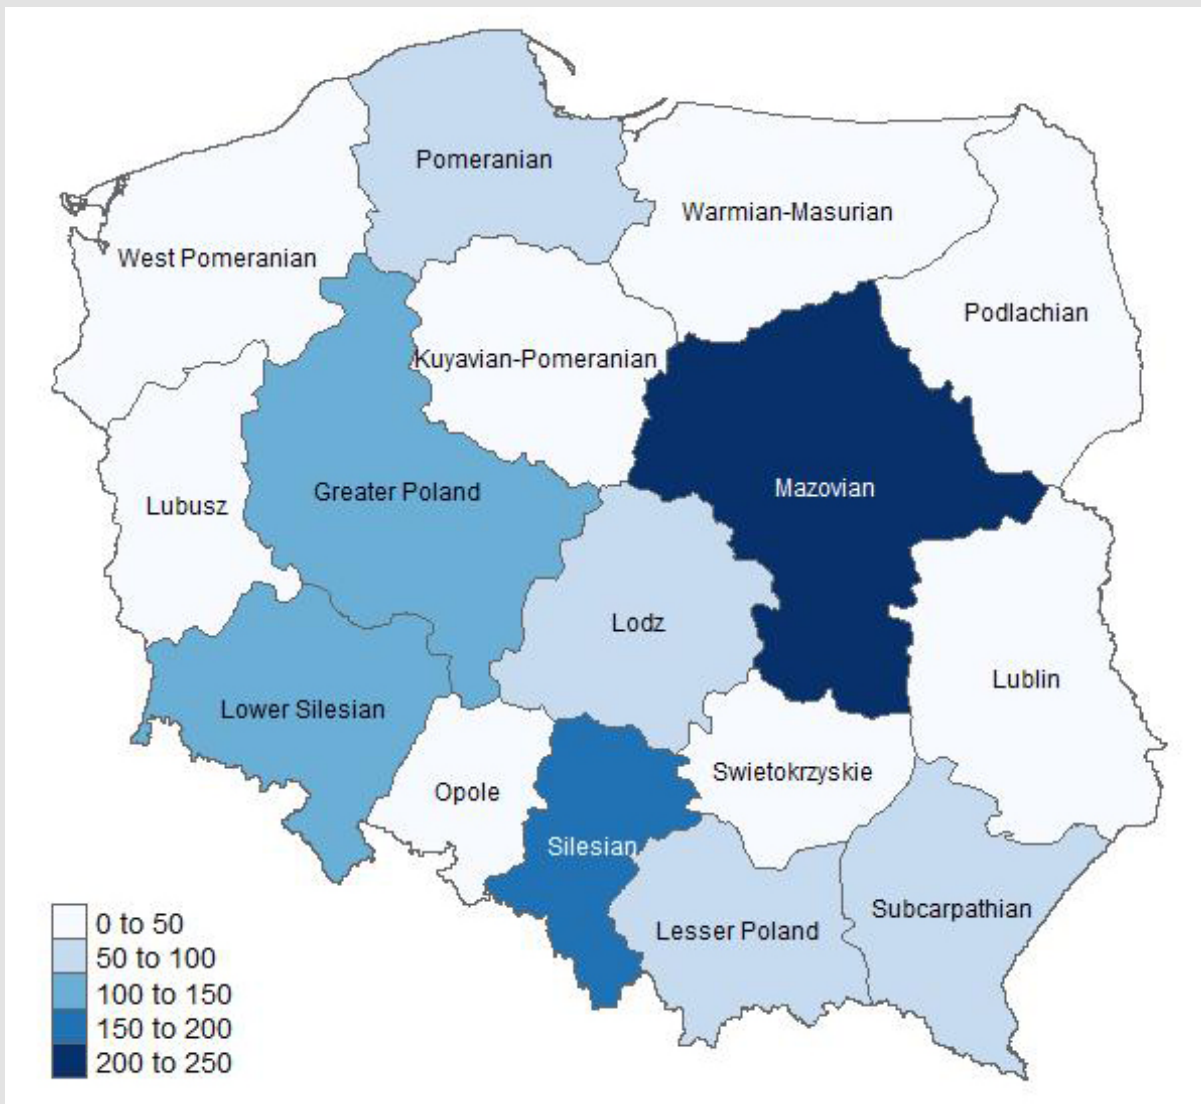 Pomeranian
Warmian-Masurian
West Pomeranian
Podlachian
Kuyavian-Pomeranian
Mazovian
Greater Poland
Lubusz
Lodz
Lublin
Lower Silesian
Swietokrzyskie
Opole
Silesian
Subcarpathian
Lesser Poland
0 to 50
50 to 100
100 to 150
150 to 200
200 to 250